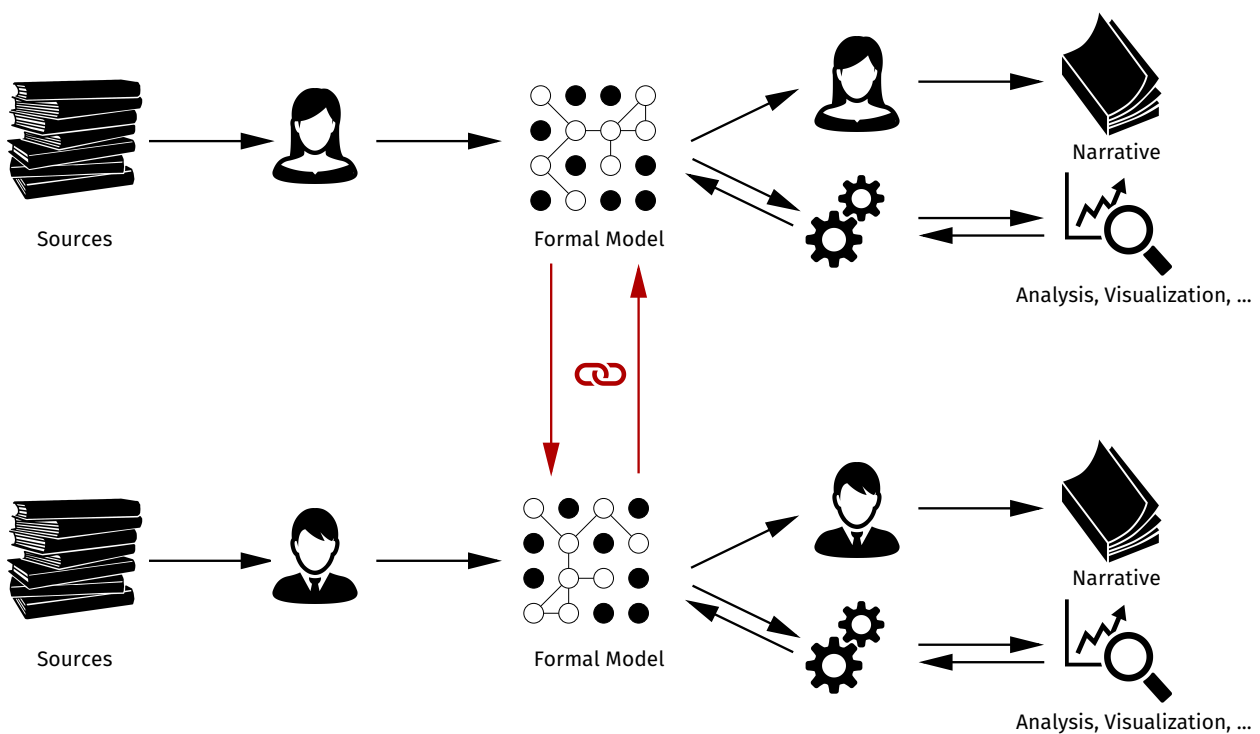 Narrative
Sources
Formal Model
Analysis, Visualization, ...
Narrative
Sources
Formal Model
Analysis, Visualization, ...